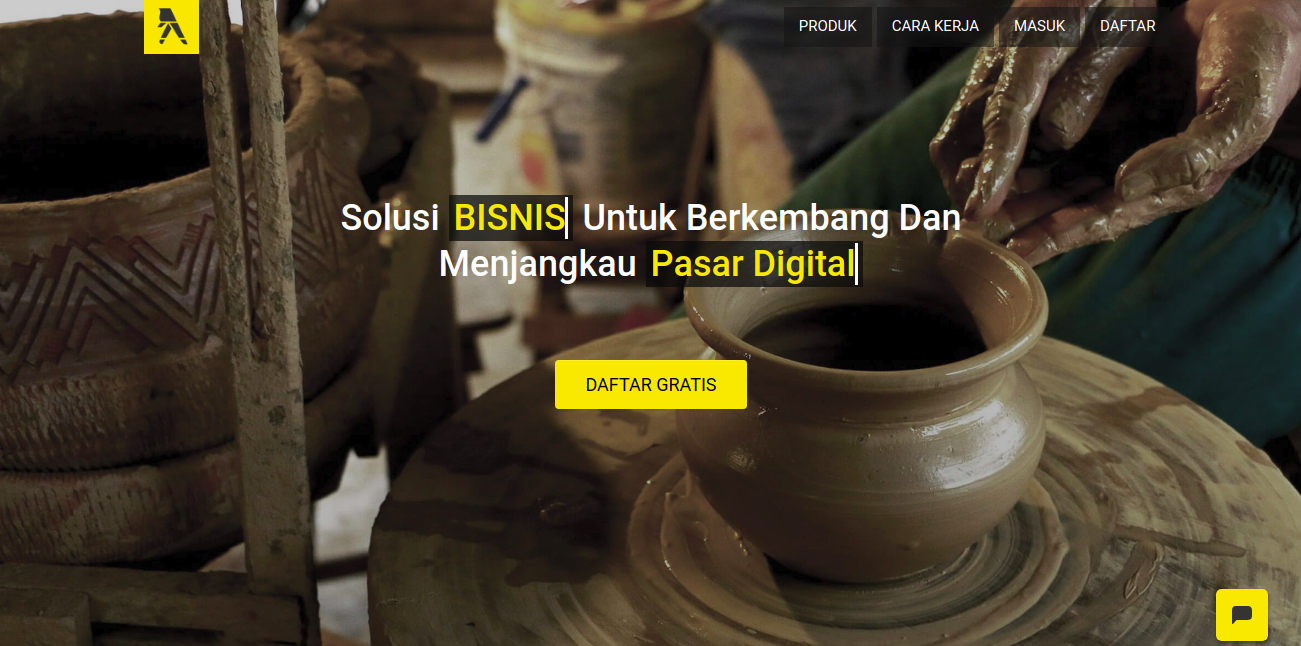 PRODUK CARA KERJA MASUK DAFTAR
Solusi BISNIS Untuk Berkembang Dan
Menjangkau Pasar Digital
DAFTAR GRATIS